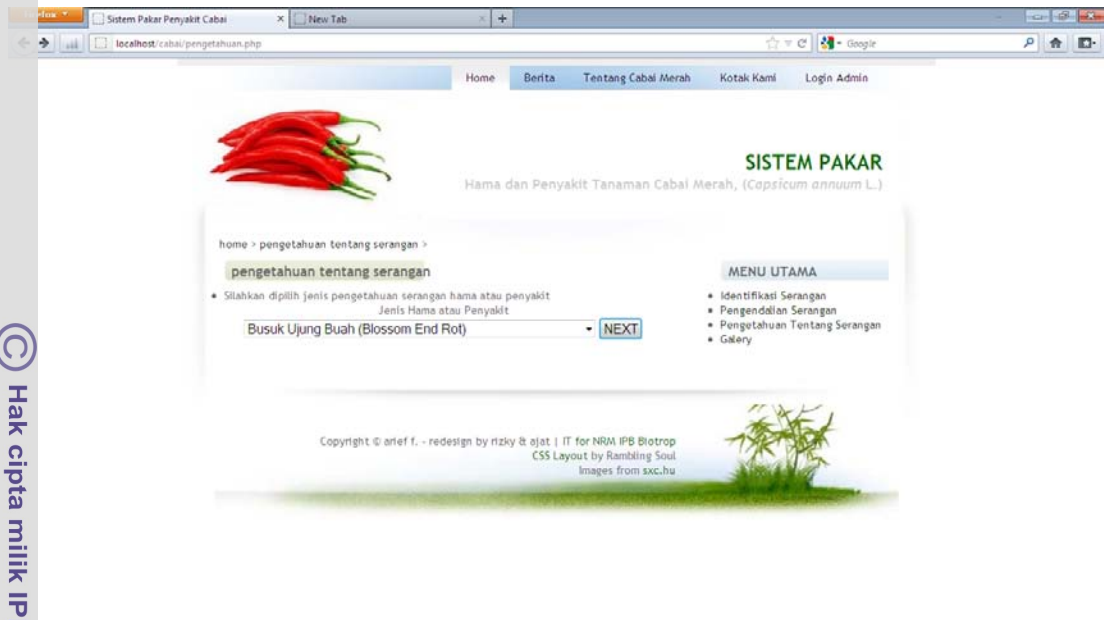 Sistem Pakar Penyakit Cabai
New Tab
localhost/cabai/pengetahuan.php
Google
Home Berita Tentang Cabai Merah Kotak Kami Login Admin
SISTEM PAKAR
Hama dan Penyakit Tanaman Cabai Merah, (Capsicum annuum L.)
home > pengetahuan tentang serangan >
pengetahuan tentang serangan
Silahkan dipilih jenis pengetahuan serangan hama atau penyakit
Jenis Hama atau Penyakit
Busuk Ujung Buah (Blossom End Rot) NEXT
MENU UTAMA
Identifikasi Serangan
Pengendalian Serangan
Pengetahuan Tentang Serangan
Galery
Copyright © arief f. - redesign by rizky & ajat | IT for NRM IPB Biotrop
CSS Layout by Rambling Soul
Images from sxc.hu
© Hak cipta milik IP